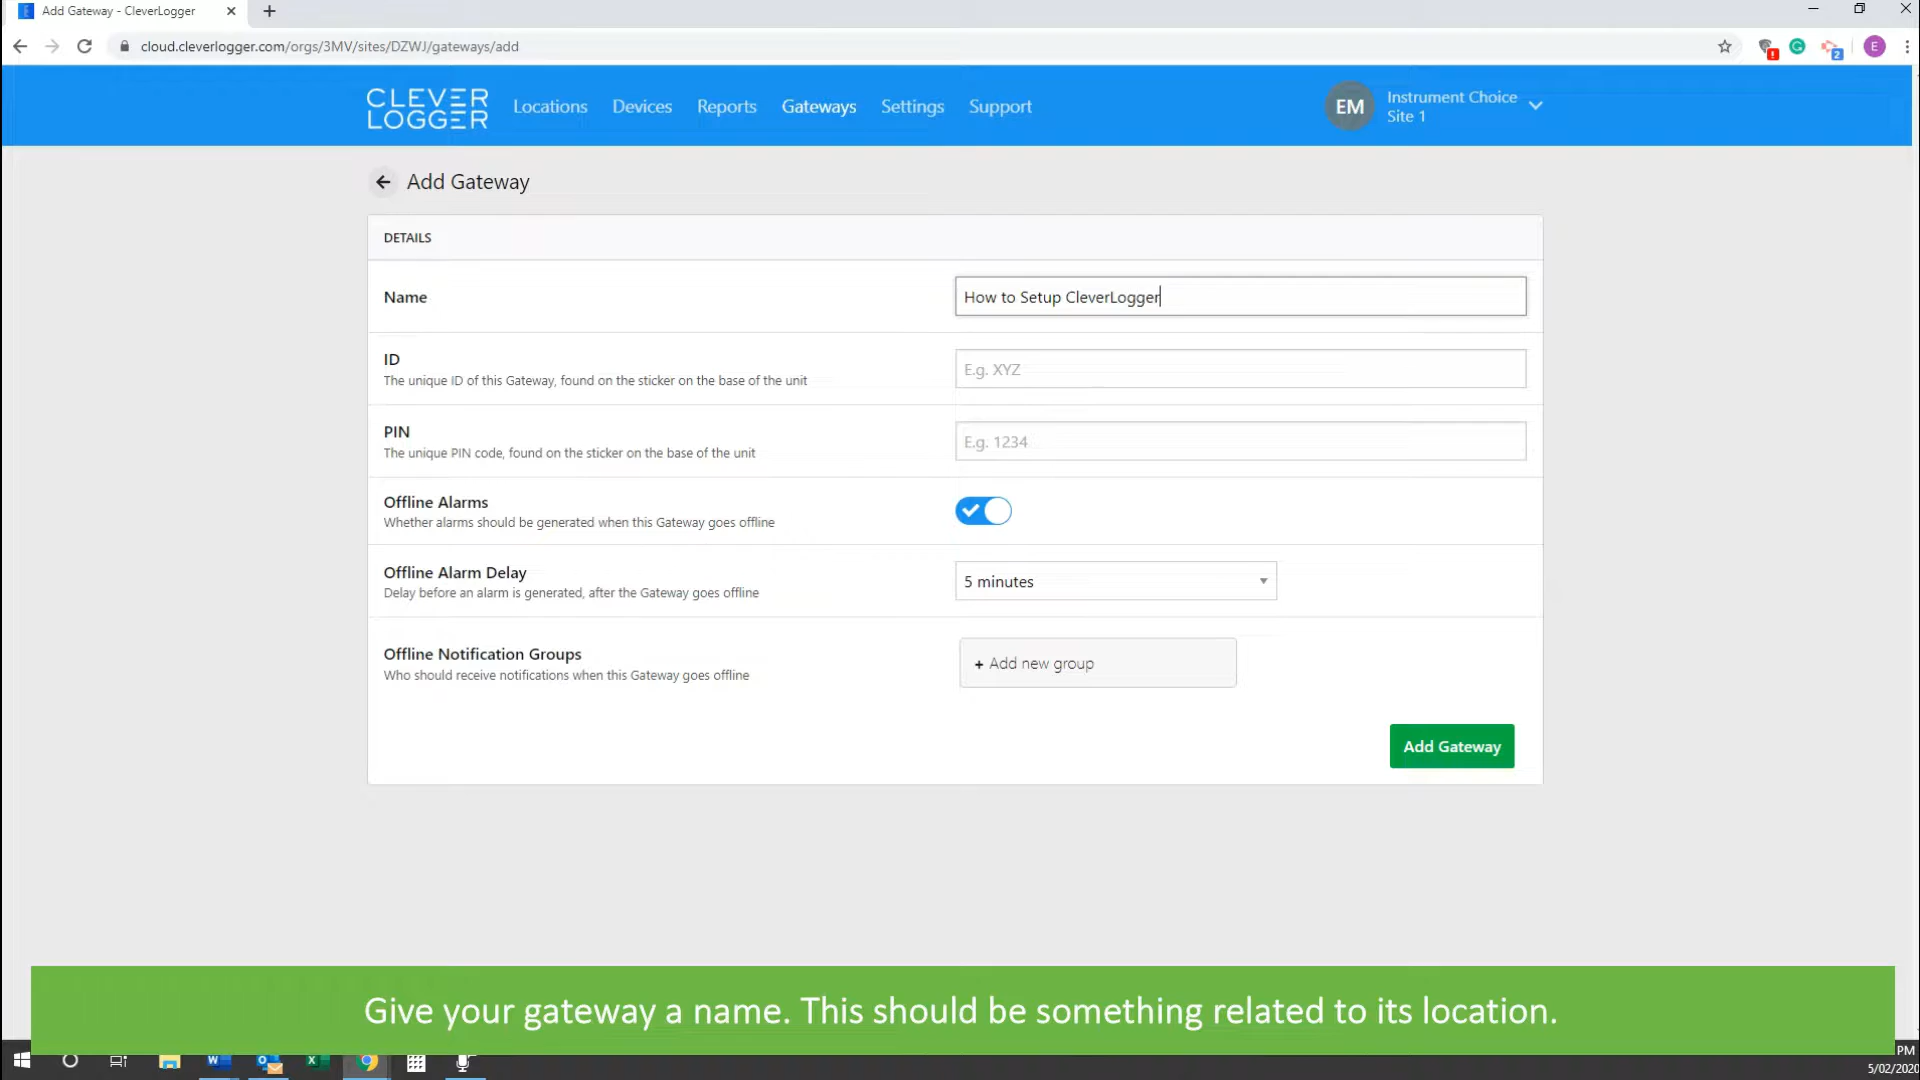 Add Gateway - CleverLogger
cloud.cleverlogger.com/orgs/3MV/sites/DZWJ/gateways/add
2
E
CLEVER
LOGGER
Locations
Devices
Reports
Gateways
Settings
Support
EM
Instrument Choice
Site 1
Add Gateway
DETAILS
Name
How to Setup CleverLogger
ID
The unique ID of this Gateway, found on the sticker on the base of the unit
E.g. XYZ
PIN
The unique PIN code, found on the sticker on the base of the unit
E.g. 1234
Offline Alarms
Whether alarms should be generated when this Gateway goes offline
Offline Alarm Delay
Delay before an alarm is generated, after the Gateway goes offline
5 minutes
Offline Notification Groups
Who should receive notifications when this Gateway goes offline
+ Add new group
Add Gateway
Give your gateway a name. This should be something related to its location.
PM
5/02/2020